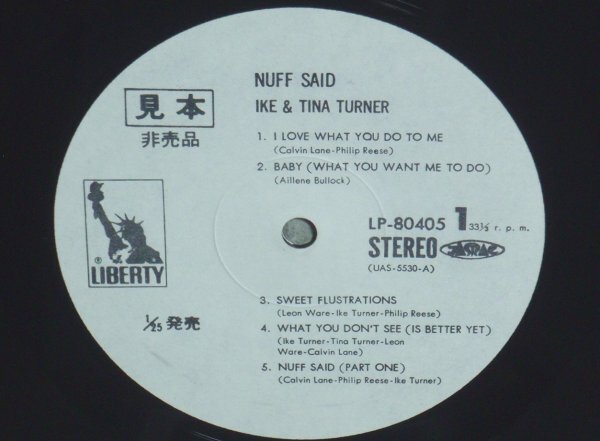 NUFF SAID
IKE & TINA TURNER
見本
非売品
1. I LOVE WHAT YOU DO TO ME
(Calvin Lane-Philip Reese)
2. BABY (WHAT YOU WANT ME TO DO)
(Aillene Bullock)
LP-80405 1 33⅓ r. p. m.
STEREO
(UAS-5530-A)
®
LIBERTY
1/25 発売
3. SWEET FLUSTRATIONS
(Leon Ware-Ike Turner-Philip Reese)
4. WHAT YOU DON'T SEE (IS BETTER YET)
(Ike Turner-Tina Turner-Leon
Ware-Calvin Lane)
5. NUFF SAID (PART ONE)
(Calvin Lane-Philip Reese-Ike Turner)